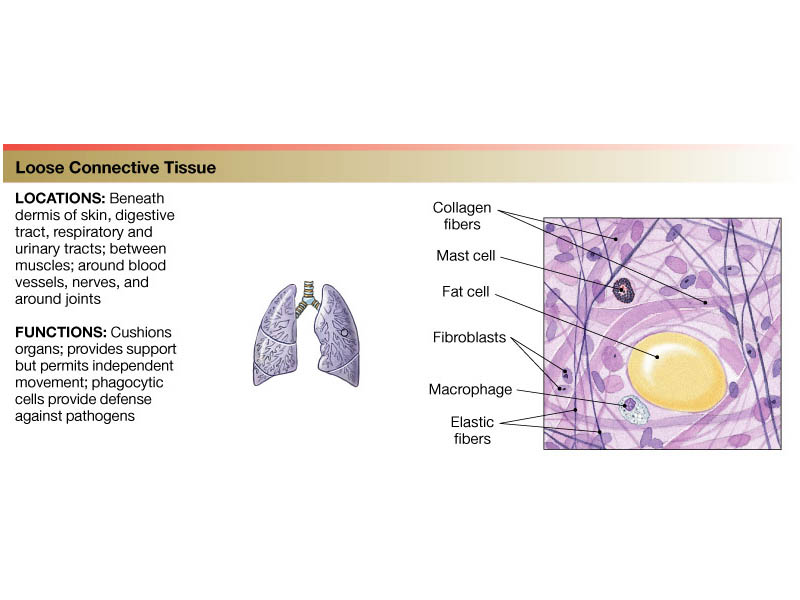 Loose Connective Tissue
LOCATIONS: Beneath
dermis of skin, digestive
tract, respiratory and
urinary tracts; between
muscles; around blood
vessels, nerves, and
around joints
FUNCTIONS: Cushions
organs; provides support
but permits independent
movement; phagocytic
cells provide defense
against pathogens
Collagen
fibers
Mast cell
Fat cell
Fibroblasts
Macrophage
Elastic
fibers